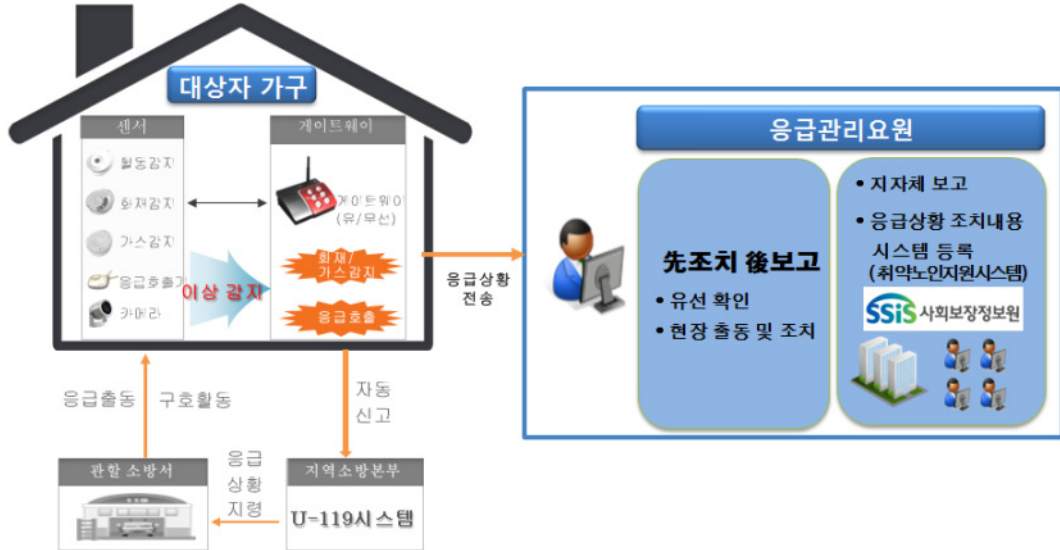 대상자 가구
센서
활동감지
화재감지
가스감지
응급호출기
카메라
이상 감지
게이트웨이
게이트웨이
(유/무선)
화재/
가스감지
응급호출
응급상황
전송
응급관리요원
先조치 後보고
• 유선 확인
• 현장 출동 및 조치
• 지자체 보고
• 응급상황 조치내용
시스템 등록
(취약노인지원시스템)
SSiS 사회보장정보원
응급출동
구호활동
자동
신고
관할 소방서
119
응급
상황
지령
지역소방본부
U-119시스템